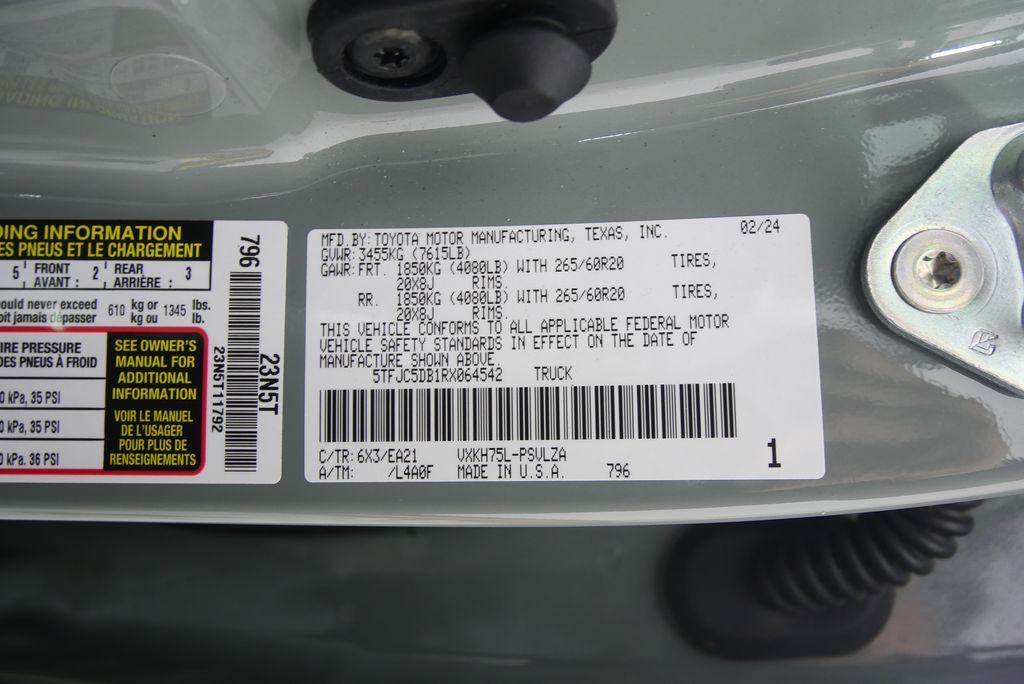 DING INFORMATION
ES PNEUS ET LE CHARGEMENT
5 FRONT AVANT : 2 REAR ARRIÈRE : 3
ould never exceed 610 kg or 1345 lbs.
oit jamais dépasser kg ou lb.
IRE PRESSURE
DES PNEUS À FROID
0 kPa, 35 PSI
0 kPa, 35 PSI
0 kPa. 36 PSI
SEE OWNER'S
MANUAL FOR
ADDITIONAL
INFORMATION
VOIR LE MANUEL
DE L'USAGER
POUR PLUS DE
RENSEIGNEMENTS
796
23N5T11792
23N5T
MFD. BY: TOYOTA MOTOR MANUFACTURING, TEXAS, INC. 02/24
GVWR: 3455KG (7615LB)
GAWR: FRT. 1850KG (4080LB) WITH 265/60R20 TIRES,
20X8J RIMS.
RR. 1850KG (4080LB) WITH 265/60R20 TIRES,
20X8J RIMS.
THIS VEHICLE CONFORMS TO ALL APPLICABLE FEDERAL MOTOR
VEHICLE SAFETY STANDARDS IN EFFECT ON THE DATE OF
MANUFACTURE SHOWN ABOVE.
5TFJC5DB1RX064542 TRUCK
C/TR: 6X3/EA21 VXKH75L-PSVLZA
A/TM: /L4A0F MADE IN U.S.A. 796
1